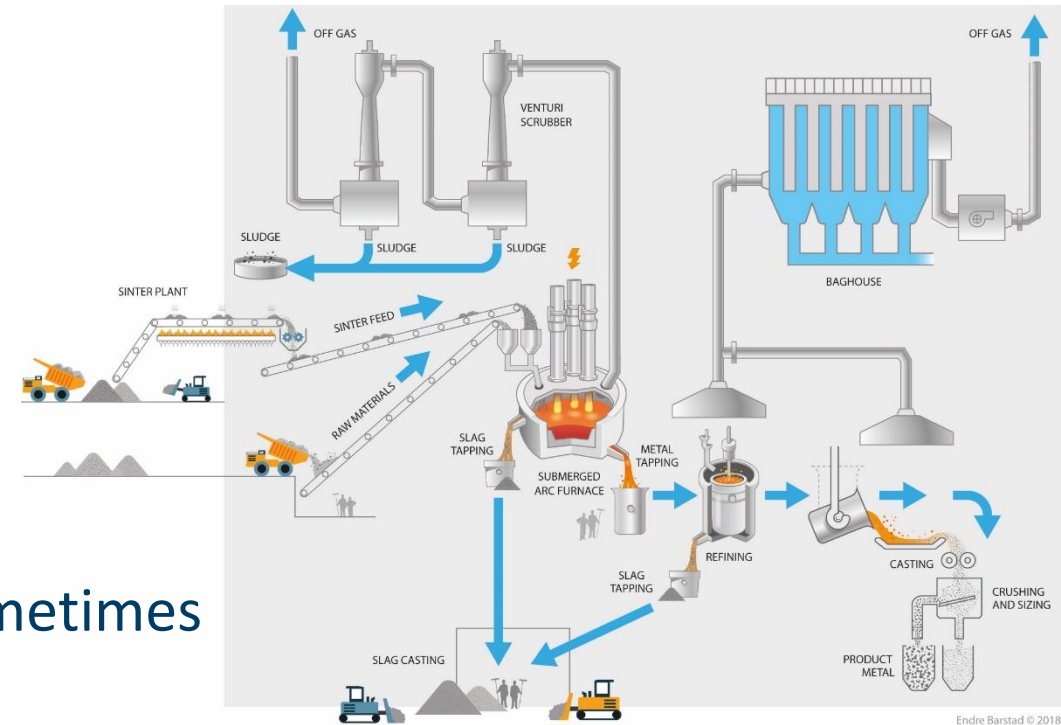 OFF GAS
OFF GAS
VENTURI
SCRUBBER
SLUDGE
SLUDGE
SLUDGE
BAGHOUSE
SINTER PLANT
SINTER FEED
RAW MATERIALS
SLAG
TAPPING
METAL
TAPPING
SUBMERGED
ARC FURNACE
REFINING
CASTING
SLAG
TAPPING
CRUSHING
AND SIZING
metimes
SLAG CASTING
PRODUCT
METAL
Endre Barstad © 2018